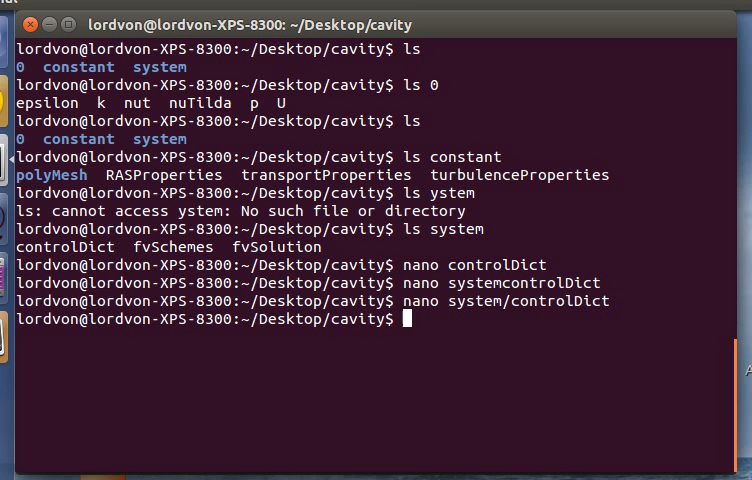 lordvon@lordvon-XPS-8300: ~/Desktop/cavity
lordvon@lordvon-XPS-8300:~/Desktop/cavity$ ls
0 constant system
lordvon@lordvon-XPS-8300:~/Desktop/cavity$ ls 0
epsilon k nut nuTilda p U
lordvon@lordvon-XPS-8300:~/Desktop/cavity$ ls
0 constant system
lordvon@lordvon-XPS-8300:~/Desktop/cavity$ ls constant
polyMesh RASProperties transportProperties turbulenceProperties
lordvon@lordvon-XPS-8300:~/Desktop/cavity$ ls ystem
ls: cannot access ystem: No such file or directory
lordvon@lordvon-XPS-8300:~/Desktop/cavity$ ls system
controlDict fvSchemes fvSolution
lordvon@lordvon-XPS-8300:~/Desktop/cavity$ nano controlDict
lordvon@lordvon-XPS-8300:~/Desktop/cavity$ nano systemcontrolDict
lordvon@lordvon-XPS-8300:~/Desktop/cavity$ nano system/controlDict
lordvon@lordvon-XPS-8300:~/Desktop/cavity$